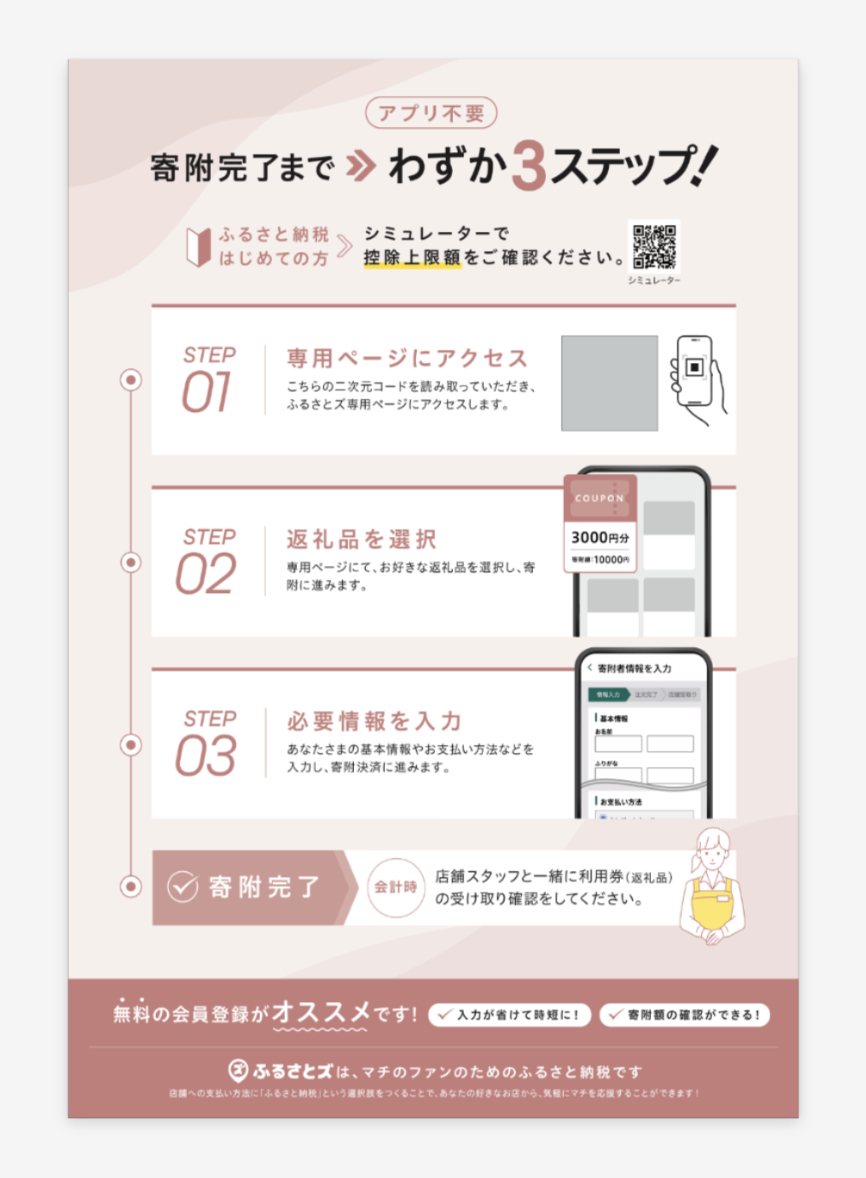 アプリ不要
寄附完了まで わずか3ステップ!
ふるさと納税
はじめての方
シミュレーターで
控除上限額をご確認ください。
シミュレーター
STEP
01
専用ページにアクセス
こちらの二次元コードを読み取っていただき、
ふるさとズ専用ページにアクセスします。
STEP
02
返礼品を選択
専用ページにて、お好きな返礼品を選択し、寄
附に進みます。
COUPON
3000円分
寄附額:10000円
STEP
03
必要情報を入力
あなたさまの基本情報やお支払い方法などを
入力し、寄附決済に進みます。
寄附者情報を入力
情報入力 注文完了 店舗受取り
基本情報
お名前
ふりがな
お支払い方法
寄附完了
会計時
店舗スタッフと一緒に利用券(返礼品)
の受け取り確認をしてください。
無料の会員登録がオススメです!
入力が省けて時短に!
寄附額の確認ができる!
ふるさとズは、マチのファンのためのふるさと納税です
店舗への支払い方法に「ふるさと納税」という選択肢をつくることで、あなたの好きなお店から、気軽にマチを応援することができます!